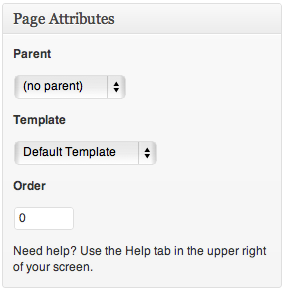 Page Attributes
Parent
(no parent)
Template
Default Template
Order
0
Need help? Use the Help tab in the upper right
of your screen.